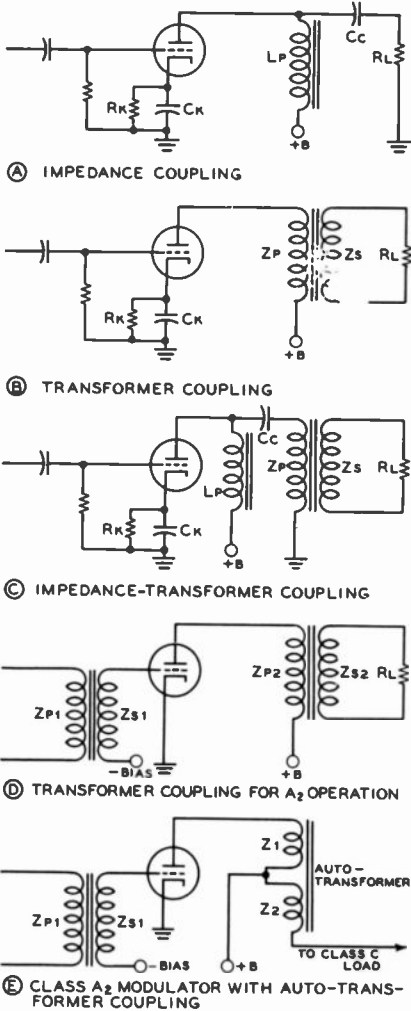 Cc
LP
RL
RK
CK
+B
Ⓐ IMPEDANCE COUPLING
ZP
ZS
RL
RK
CK
+B
Ⓑ TRANSFORMER COUPLING
Cc
LP
ZP
ZS
RL
RK
CK
+B
Ⓒ IMPEDANCE-TRANSFORMER COUPLING
ZP1
ZS1
ZP2
ZS2
RL
-BIAS
+B
Ⓓ TRANSFORMER COUPLING FOR A₂ OPERATION
Z1
AUTO-
TRANSFORMER
ZP1
ZS1
Z2
TO CLASS C
LOAD
-BIAS
+B
Ⓔ CLASS A₂ MODULATOR WITH AUTO-TRANS-
FORMER COUPLING